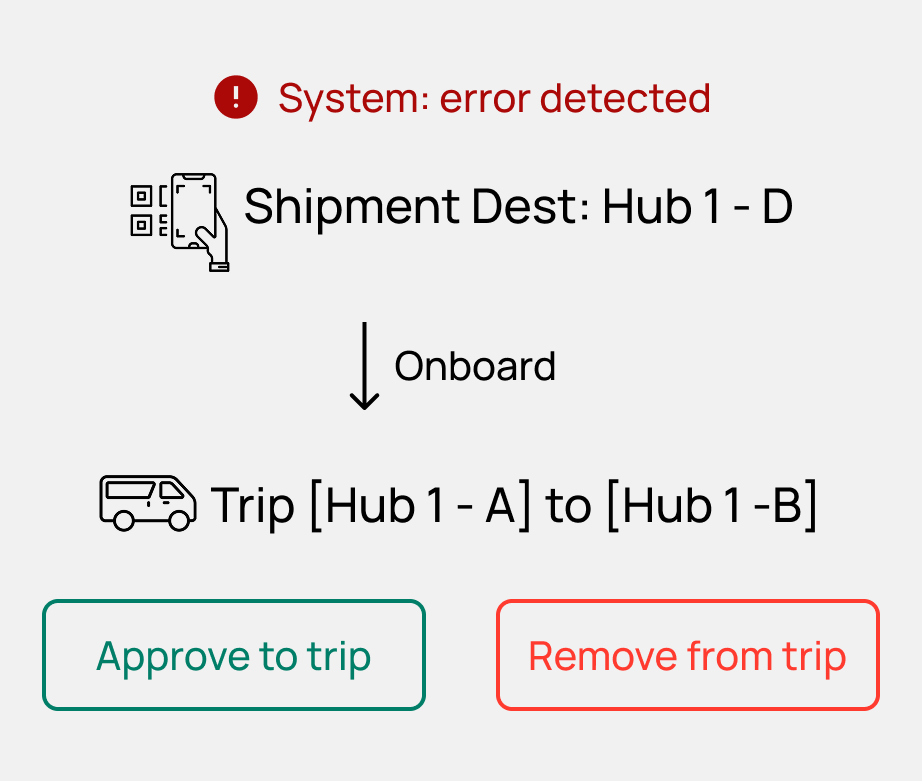 System: error detected
Shipment Dest: Hub 1 - D
Onboard
Trip [Hub 1 - A] to [Hub 1 -B]
Approve to trip
Remove from trip